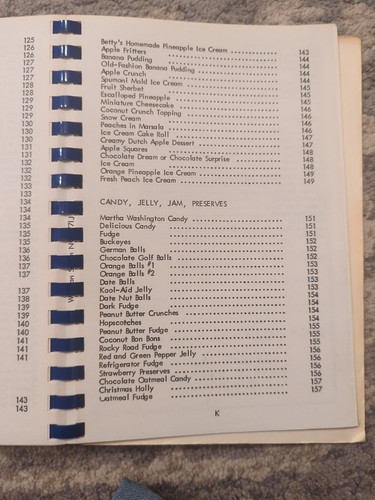 125
126
126
127
127
127
128
128
129
129
129
130
130
131
131
132
132
133
134
134
134
135
135
136
137
137
137
138
139
139
140
140
141
141
141
143
143
Betty's Homemade Pineapple Ice Cream 143
Apple Fritters 144
Banana Pudding 144
Old-Fashion Banana Pudding 144
Apple Crunch 144
Spumoni Mold Ice Cream 145
Fruit Sherbet 145
Escalloped Pineapple 145
Miniature Cheesecake 146
Coconut Crunch Topping 146
Snow Cream 146
Peaches in Marsala 146
Ice Cream Cake Roll 147
Creamy Dutch Apple Dessert 147
Apple Squares 148
Chocolate Dream or Chocolate Surprise 148
Ice Cream 148
Orange Pineapple Ice Cream 149
Fresh Peach Ice Cream 149
CANDY, JELLY, JAM, PRESERVES
Martha Washington Candy 151
Delicious Candy 151
Fudge 151
Buckeyes 152
German Balls 152
Chocolate Golf Balls 152
Orange Balls #1 153
Orange Balls #2 153
Date Balls 153
Kool-Aid Jelly 153
Date Nut Balls 154
Dark Fudge 154
Peanut Butter Crunches 154
Hopscotches 154
Peanut Butter Fudge 155
Coconut Bon Bons 155
Rocky Road Fudge 155
Red and Green Pepper Jelly 156
Refrigerator Fudge 156
Strawberry Preserves 156
Chocolate Oatmeal Candy 156
Christmas Holly 157
Oatmeal Fudge 157
K